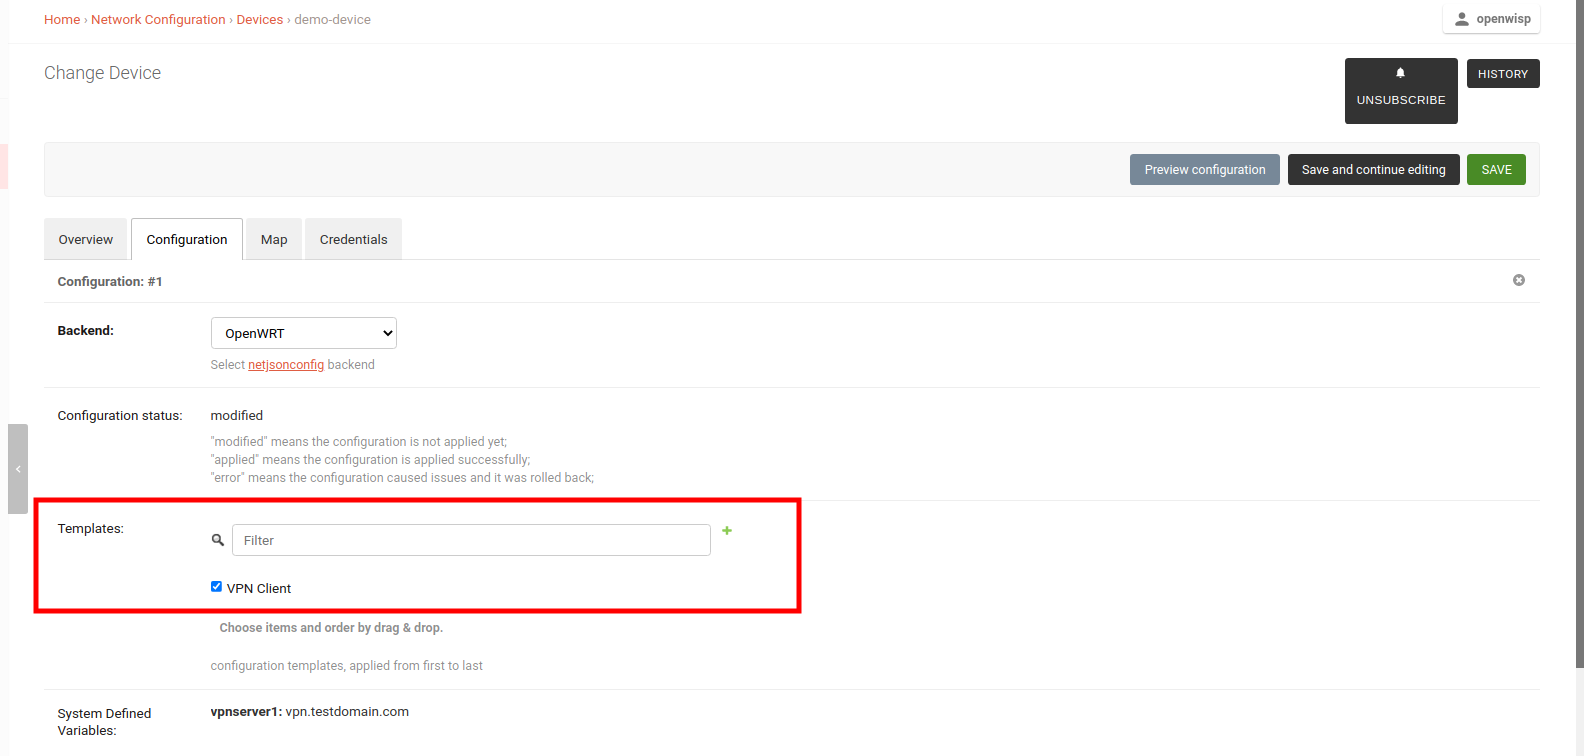 Home › Network Configuration › Devices › demo-device
openwisp
Change Device
UNSUBSCRIBE
HISTORY
Preview configuration
Save and continue editing
SAVE
Overview
Configuration
Map
Credentials
Configuration: #1
Backend:
OpenWRT
Select netjsonconfig backend
Configuration status:
modified
"modified" means the configuration is not applied yet;
"applied" means the configuration is applied successfully;
"error" means the configuration caused issues and it was rolled back;
Templates:
Filter
VPN Client
Choose items and order by drag & drop.
configuration templates, applied from first to last
System Defined
Variables:
vpnserver1: vpn.testdomain.com